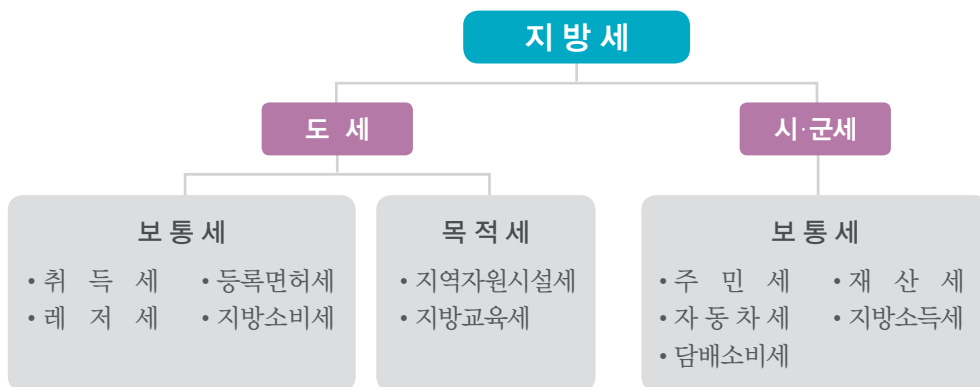 지방세
도 세
시·군세
보통세
• 취 득 세 • 등록면허세
• 레 저 세 • 지방소비세
목적세
• 지역자원시설세
• 지방교육세
보통세
• 주 민 세 • 재 산 세
• 자동차세 • 지방소득세
• 담배소비세